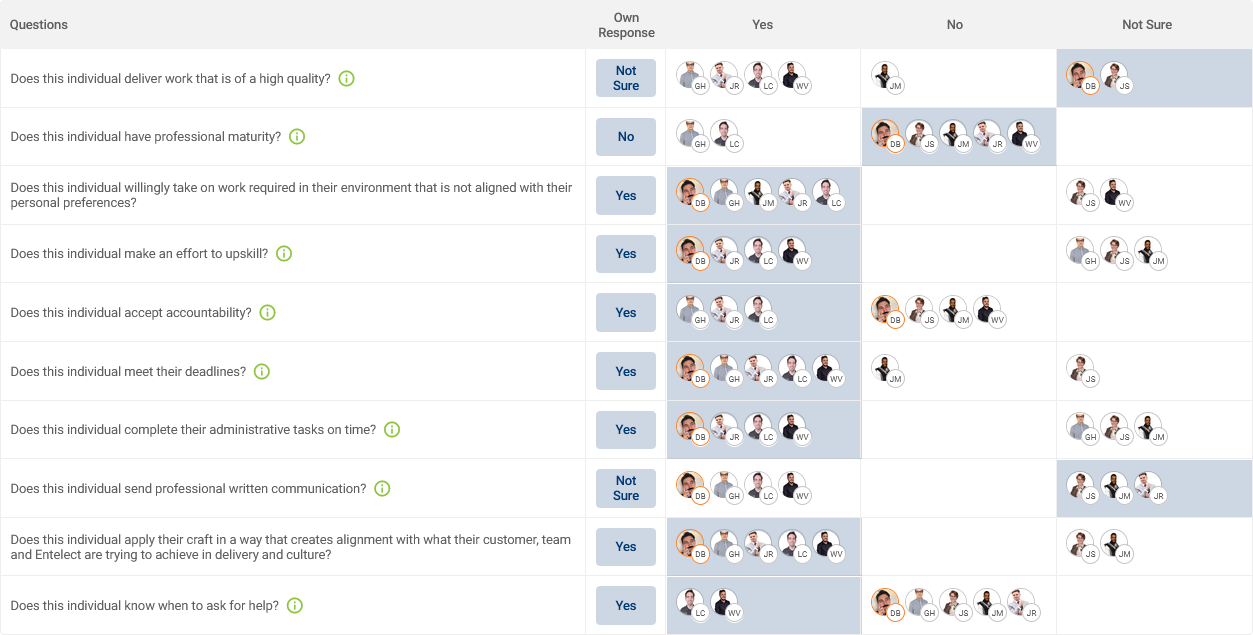 Questions
Own
Response
Yes
No
Not Sure
Does this individual deliver work that is of a high quality?
Not
Sure
GH JR LC WV
JM
DB JS
Does this individual have professional maturity?
No
GH LC
DB JS JM JR WV
Does this individual willingly take on work required in their environment that is not aligned with their
personal preferences?
Yes
DB GH JM JR LC
JS WV
Does this individual make an effort to upskill?
Yes
DB JR LC WV
GH JS JM
Does this individual accept accountability?
Yes
GH JR LC
DB JS JM WV
Does this individual meet their deadlines?
Yes
DB GH JR LC WV
JM
JS
Does this individual complete their administrative tasks on time?
Yes
DB JR LC WV
GH JS JM
Does this individual send professional written communication?
Not
Sure
DB GH LC WV
JS JM JR
Does this individual apply their craft in a way that creates alignment with what their customer, team
and Entelect are trying to achieve in delivery and culture?
Yes
DB GH JR LC WV
JS JM
Does this individual know when to ask for help?
Yes
LC WV
DB GH JS JM JR